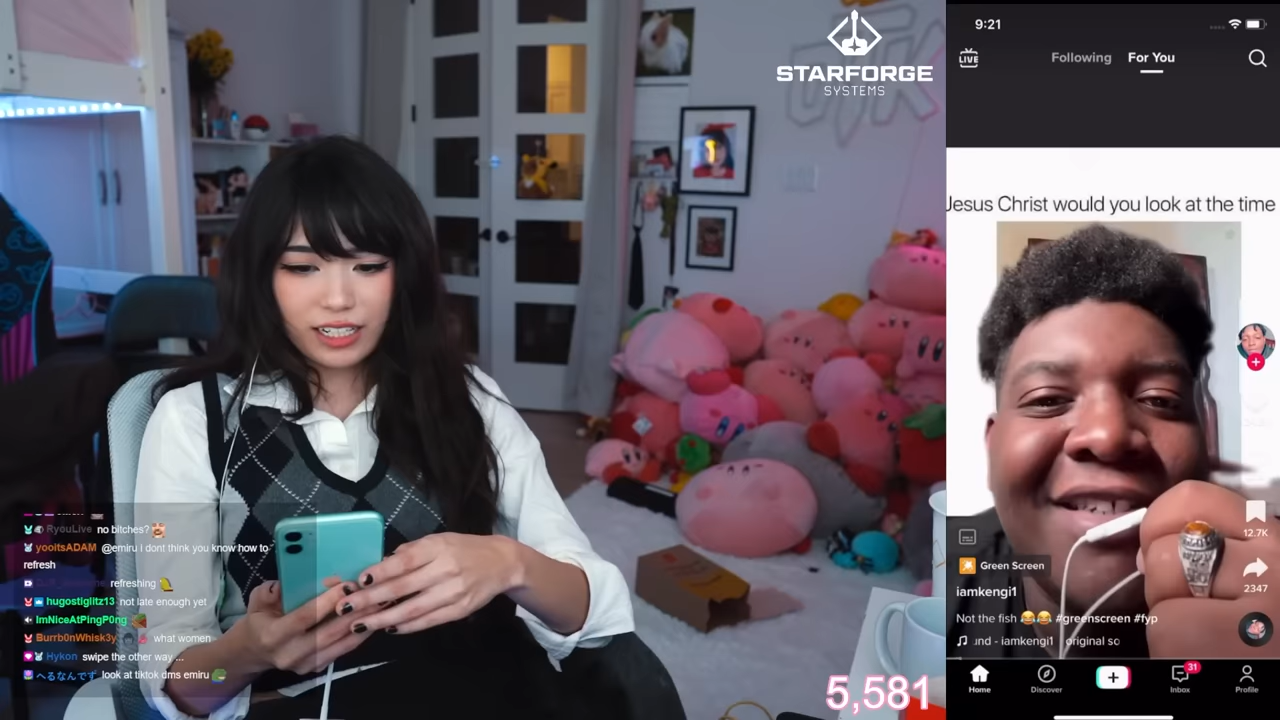 STARFORGE
SYSTEMS
RyouLive no bitches?
yooitsADAM @emiru i dont think you know how to
refresh
refreshing
hugostiglitz13 not late enough yet
ImNiceAtPingP0ng
Burrb0nWhisk3y what women
Hykon swipe the other way ...
へるなんです look at tiktok dms emiru
5,581
9:21
LIVE
Following For You
Jesus Christ would you look at the time
12.7K
Green Screen
2347
iamkengi1
Not the fish 😂😂 #greenscreen #fyp
und - iamkengi1 original so
31
Home Discover Inbox Profile